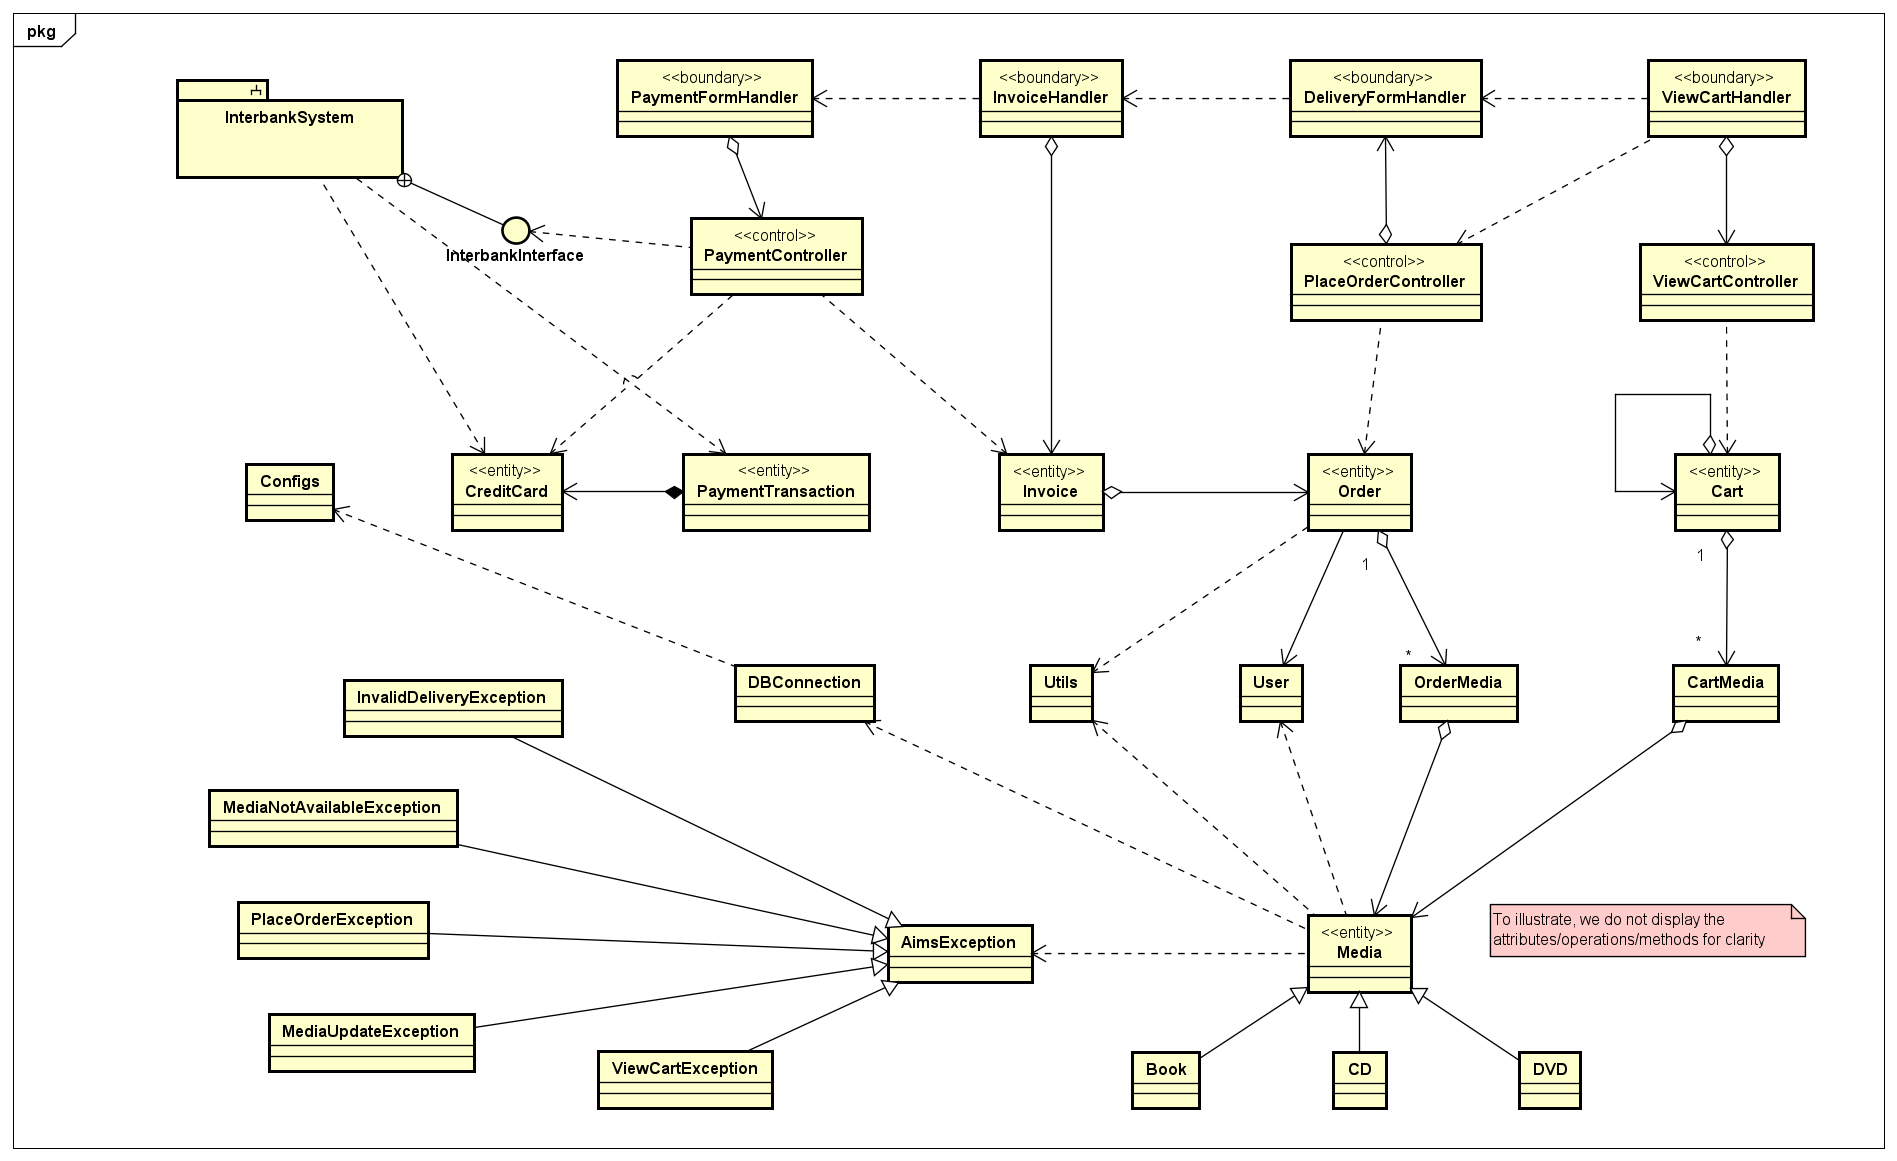 pkg
InterbankSystem
<<boundary>>
PaymentFormHandler
<<boundary>>
InvoiceHandler
<<boundary>>
DeliveryFormHandler
<<boundary>>
ViewCartHandler
InterbankInterface
<<control>>
PaymentController
<<control>>
PlaceOrderController
<<control>>
ViewCartController
Configs
<<entity>>
CreditCard
<<entity>>
PaymentTransaction
<<entity>>
Invoice
<<entity>>
Order
<<entity>>
Cart
1
1
*
*
InvalidDeliveryException
DBConnection
Utils
User
OrderMedia
CartMedia
MediaNotAvailableException
PlaceOrderException
AimsException
<<entity>>
Media
To illustrate, we do not display the
attributes/operations/methods for clarity
MediaUpdateException
ViewCartException
Book
CD
DVD